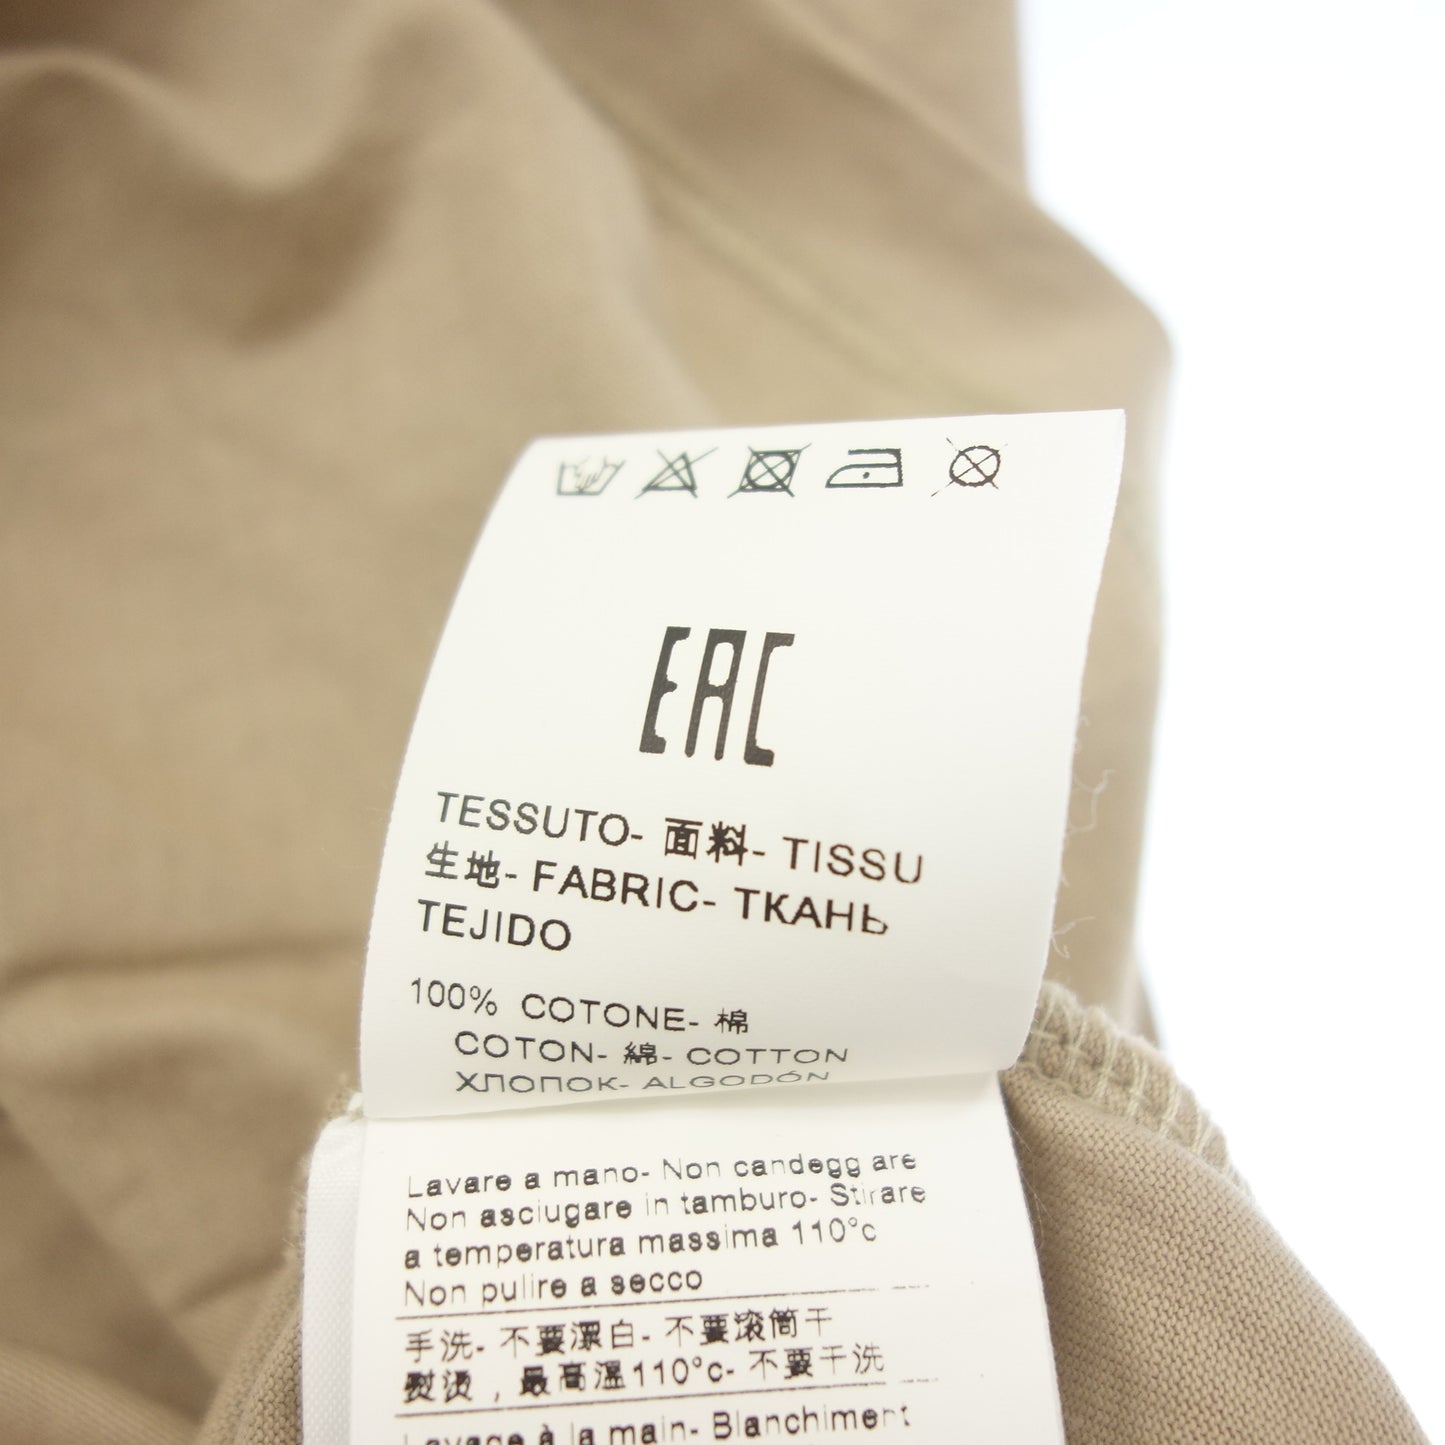 EAC
TESSUTO- 面料- TISSU
生地- FABRIC- ТКАНЬ
TEJIDO
100% COTONE- 棉
COTON- 綿- COTTON
ХЛОПОК- ALGODÓN
Lavare a mano- Non candegg are
Non asciugare in tamburo- Stirare
a temperatura massima 110°c
Non pulire a secco
手洗- 不要漂白- 不要滚筒干
熨烫，最高温110°c- 不要干洗
Lavage à la main- Blanchiment